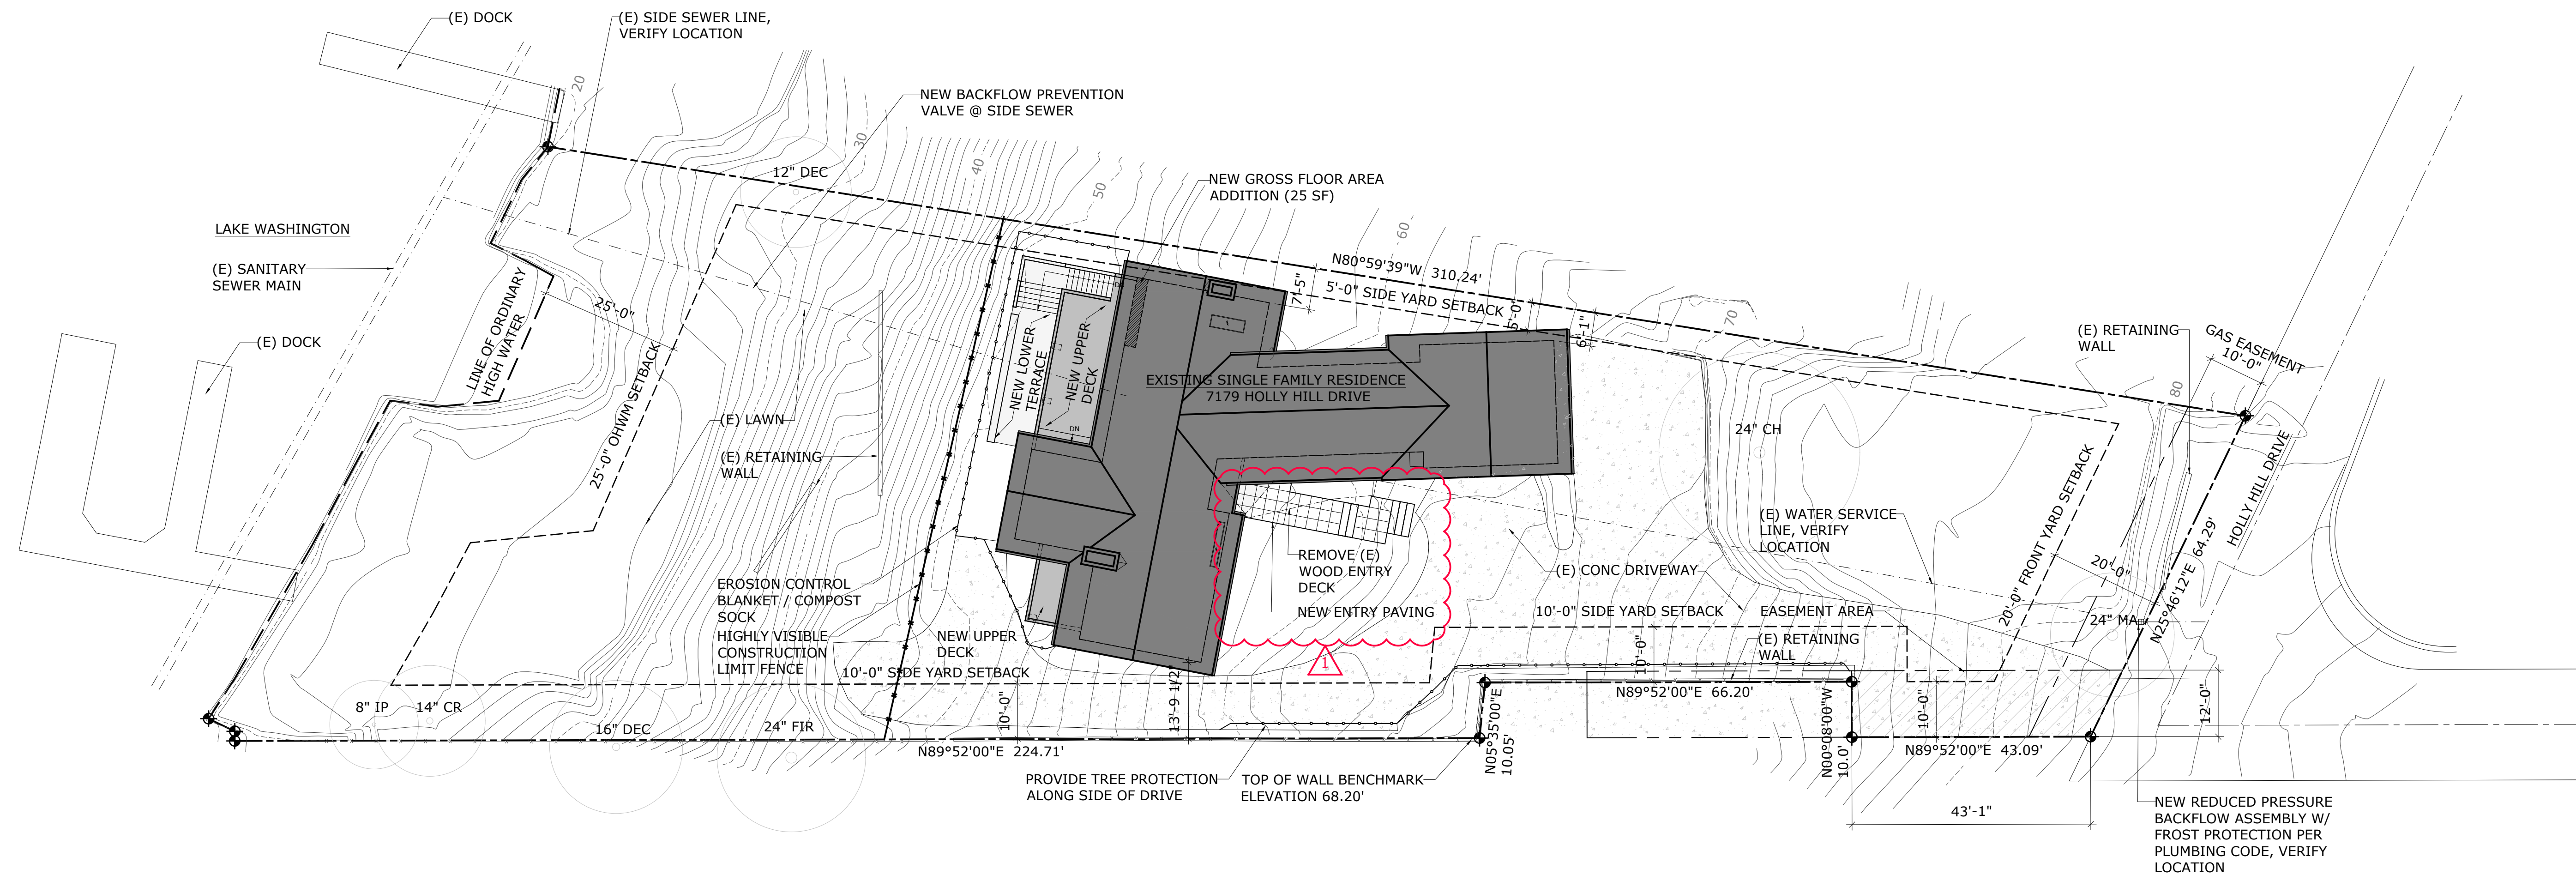 (E) DOCK
(E) SIDE SEWER LINE,
VERIFY LOCATION
20
NEW BACKFLOW PREVENTION
VALVE @ SIDE SEWER
30
40
50
12" DEC
NEW GROSS FLOOR AREA
ADDITION (25 SF)
60
LAKE WASHINGTON
(E) SANITARY
SEWER MAIN
LINE OF ORDINARY
HIGH WATER
25'-0"
25'-0" OHWM SETBACK
N80°59'39"W 310.24'
5'-0" SIDE YARD SETBACK
7'-5"
5'-0"
6'-1"
70
(E) DOCK
DN
NEW LOWER
TERRACE
NEW UPPER
DECK
DN
EXISTING SINGLE FAMILY RESIDENCE
7179 HOLLY HILL DRIVE
(E) RETAINING
WALL
GAS EASEMENT
10'-0"
80
(E) LAWN
(E) RETAINING
WALL
24" CH
HOLLY HILL DRIVE
20'-0" FRONT YARD SETBACK
(E) WATER SERVICE
LINE, VERIFY
LOCATION
20'-0"
N25°46'12"E 64.29'
REMOVE (E)
WOOD ENTRY
DECK
(E) CONC DRIVEWAY
EROSION CONTROL
BLANKET / COMPOST
SOCK
NEW ENTRY PAVING
10'-0" SIDE YARD SETBACK
EASEMENT AREA
24" MA
HIGHLY VISIBLE
CONSTRUCTION
LIMIT FENCE
NEW UPPER
DECK
10'-0"
(E) RETAINING
WALL
1
10'-0" SIDE YARD SETBACK
8" IP
14" CR
16" DEC
24" FIR
10'-0"
13'-9 1/2"
N89°52'00"E 66.20'
N05°35'00"E
10.05'
N00°08'00"W
10.0'
10'-0"
12'-0"
N89°52'00"E 224.71'
N89°52'00"E 43.09'
PROVIDE TREE PROTECTION
ALONG SIDE OF DRIVE
TOP OF WALL BENCHMARK
ELEVATION 68.20'
43'-1"
NEW REDUCED PRESSURE
BACKFLOW ASSEMBLY W/
FROST PROTECTION PER
PLUMBING CODE, VERIFY
LOCATION